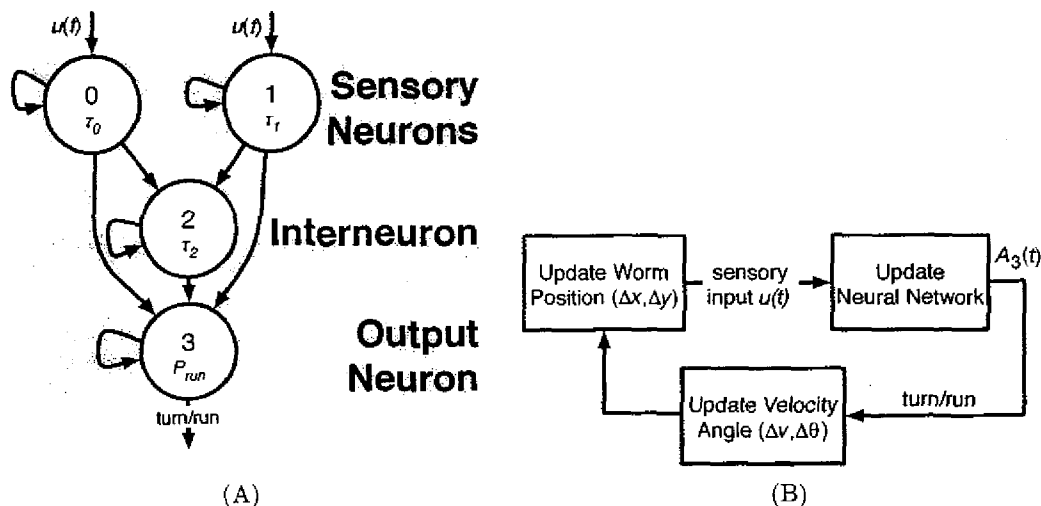 u(t)
u(t)
0
τ0
1
τ1
Sensory
Neurons
2
τ2
Interneuron
3
Prun
Output
Neuron
turn/run
(A)
Update Worm
Position (Δx,Δy)
sensory
input u(t)
Update
Neural Network
A3(t)
Update Velocity
Angle (Δv,Δθ)
turn/run
(B)